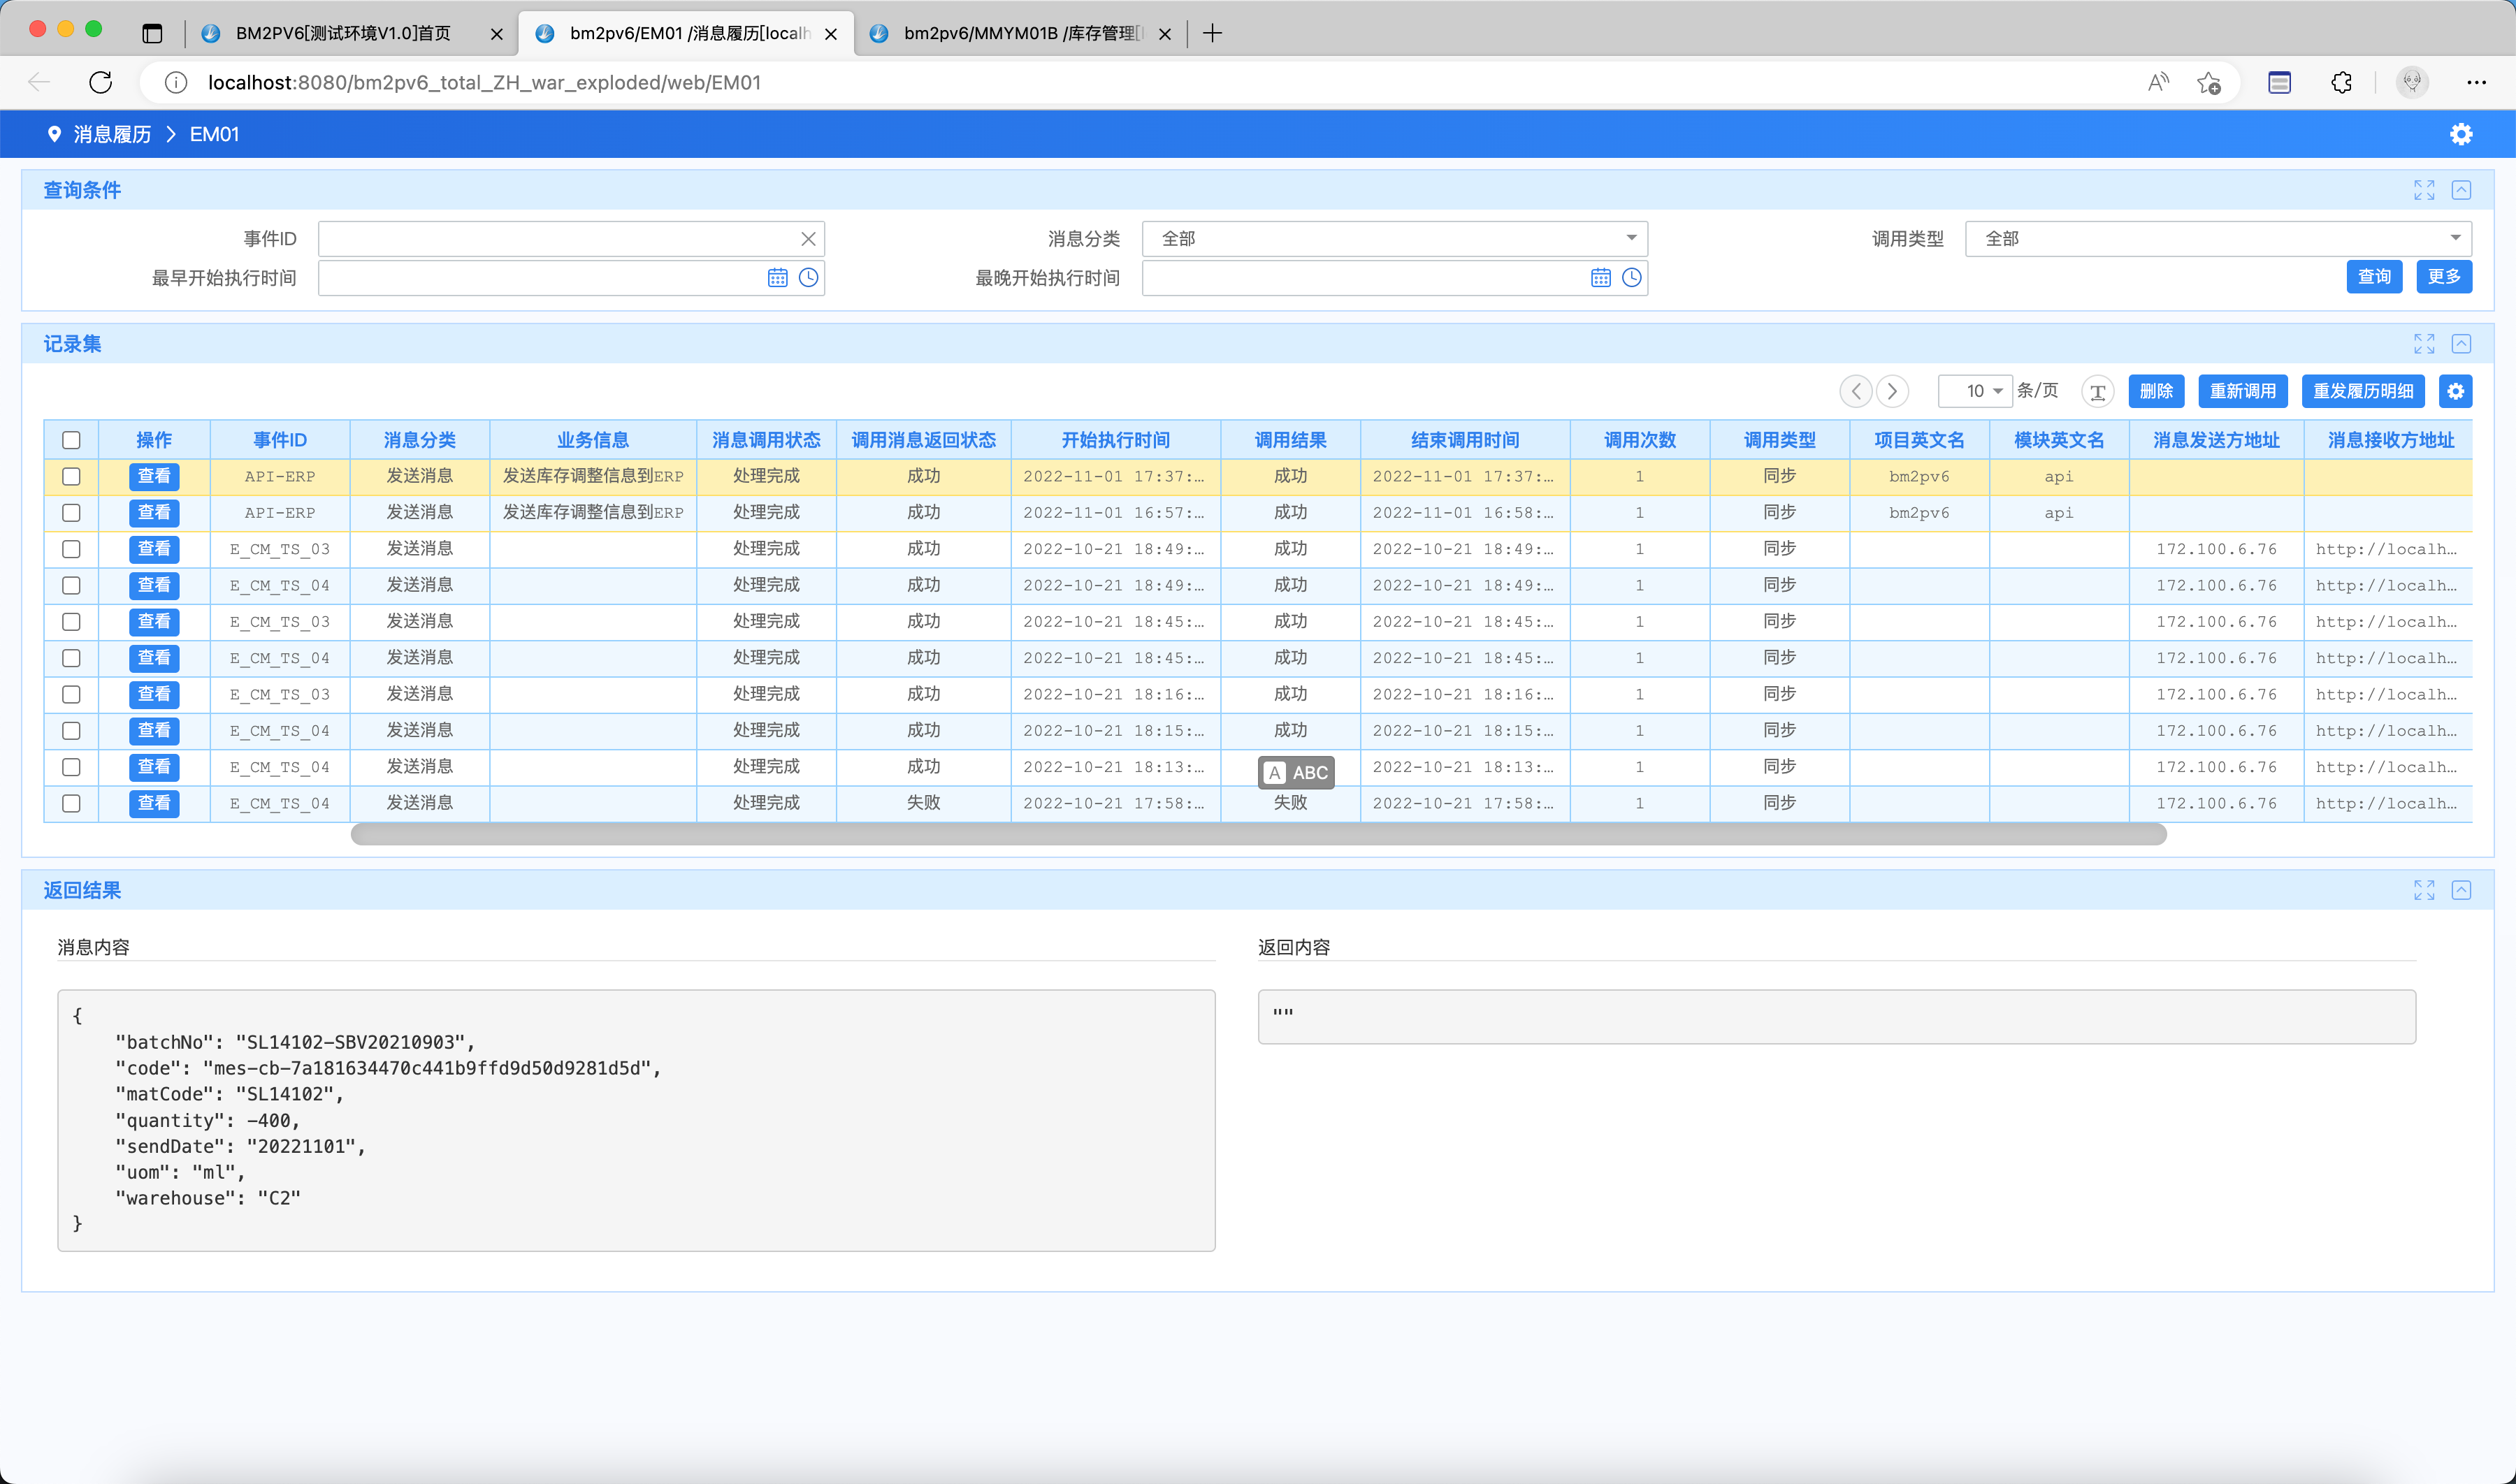 BM2PV6[测试环境V1.0]首页
bm2pv6/EM01 /消息履历[localh
bm2pv6/MMYM01B /库存管理[
localhost:8080/bm2pv6_total_ZH_war_exploded/web/EM01
消息履历 > EM01
查询条件
事件ID 消息分类 全部 调用类型 全部
最早开始执行时间 最晚开始执行时间 查询 更多
记录集
10 条/页 删除 重新调用 重发履历明细
操作 事件ID 消息分类 业务信息 消息调用状态 调用消息返回状态 开始执行时间 调用结果 结束调用时间 调用次数 调用类型 项目英文名 模块英文名 消息发送方地址 消息接收方地址
查看 API-ERP 发送消息 发送库存调整信息到ERP 处理完成 成功 2022-11-01 17:37:... 成功 2022-11-01 17:37:... 1 同步 bm2pv6 api
查看 API-ERP 发送消息 发送库存调整信息到ERP 处理完成 成功 2022-11-01 16:57:... 成功 2022-11-01 16:58:... 1 同步 bm2pv6 api
查看 E_CM_TS_03 发送消息 处理完成 成功 2022-10-21 18:49:... 成功 2022-10-21 18:49:... 1 同步 172.100.6.76 http://localh...
查看 E_CM_TS_04 发送消息 处理完成 成功 2022-10-21 18:49:... 成功 2022-10-21 18:49:... 1 同步 172.100.6.76 http://localh...
查看 E_CM_TS_03 发送消息 处理完成 成功 2022-10-21 18:45:... 成功 2022-10-21 18:45:... 1 同步 172.100.6.76 http://localh...
查看 E_CM_TS_04 发送消息 处理完成 成功 2022-10-21 18:45:... 成功 2022-10-21 18:45:... 1 同步 172.100.6.76 http://localh...
查看 E_CM_TS_03 发送消息 处理完成 成功 2022-10-21 18:16:... 成功 2022-10-21 18:16:... 1 同步 172.100.6.76 http://localh...
查看 E_CM_TS_04 发送消息 处理完成 成功 2022-10-21 18:15:... 成功 2022-10-21 18:15:... 1 同步 172.100.6.76 http://localh...
查看 E_CM_TS_04 发送消息 处理完成 成功 2022-10-21 18:13:... A ABC 2022-10-21 18:13:... 1 同步 172.100.6.76 http://localh...
查看 E_CM_TS_04 发送消息 处理完成 失败 2022-10-21 17:58:... 失败 2022-10-21 17:58:... 1 同步 172.100.6.76 http://localh...
返回结果
消息内容
{
    "batchNo": "SL14102-SBV20210903",
    "code": "mes-cb-7a181634470c441b9ffd9d50d9281d5d",
    "matCode": "SL14102",
    "quantity": -400,
    "sendDate": "20221101",
    "uom": "ml",
    "warehouse": "C2"
}
返回内容
""